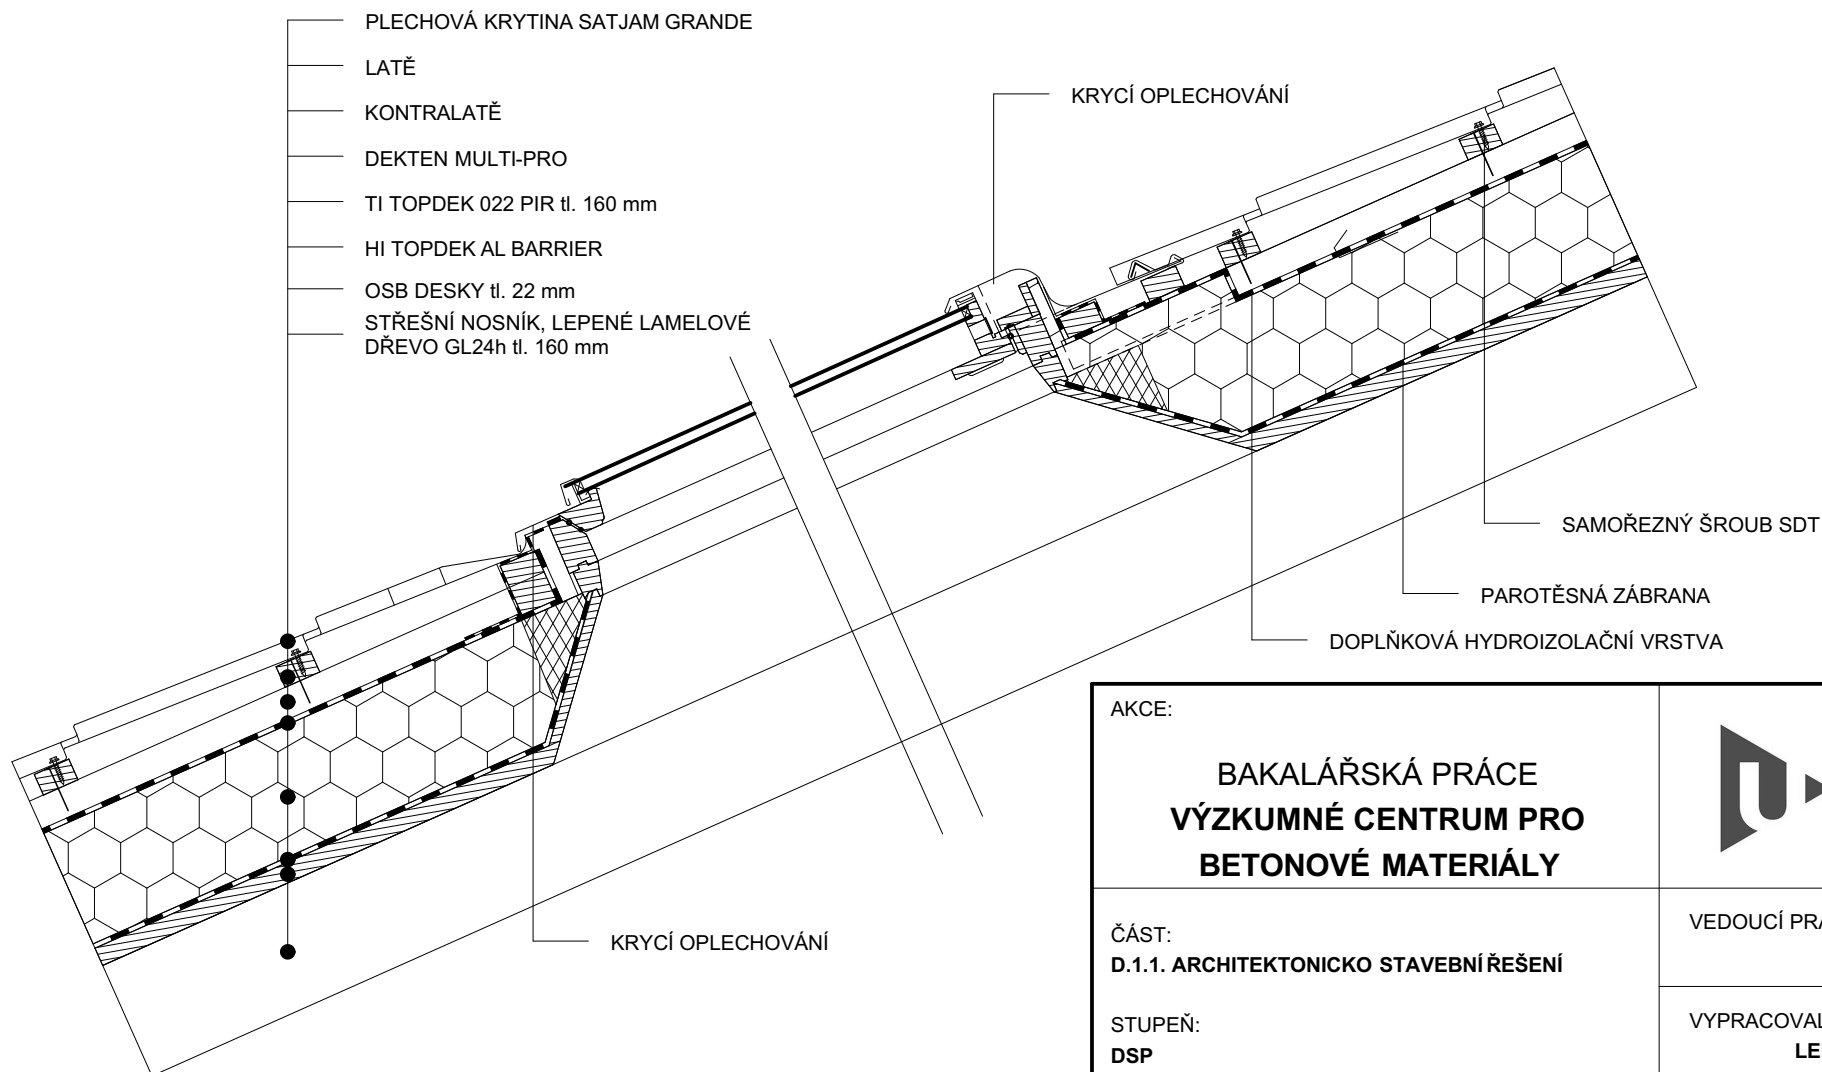 PLECHOVÁ KRYTINA SATJAM GRANDE
LATĚ
KONTRALATĚ
DEKTEN MULTI-PRO
TI TOPDEK 022 PIR tl. 160 mm
HI TOPDEK AL BARRIER
OSB DESKY tl. 22 mm
STŘEŠNÍ NOSNÍK, LEPENÉ LAMELOVÉ
DŘEVO GL24h tl. 160 mm
KRYCÍ OPLECHOVÁNÍ
SAMOŘEZNÝ ŠROUB SDT
PAROTĚSNÁ ZÁBRANA
DOPLŇKOVÁ HYDROIZOLAČNÍ VRSTVA
KRYCÍ OPLECHOVÁNÍ
AKCE:
BAKALÁŘSKÁ PRÁCE
VÝZKUMNÉ CENTRUM PRO
BETONOVÉ MATERIÁLY
ČÁST:
D.1.1. ARCHITEKTONICKO STAVEBNÍ ŘEŠENÍ
STUPEŇ:
DSP
VEDOUCÍ
VYPRACOVAL